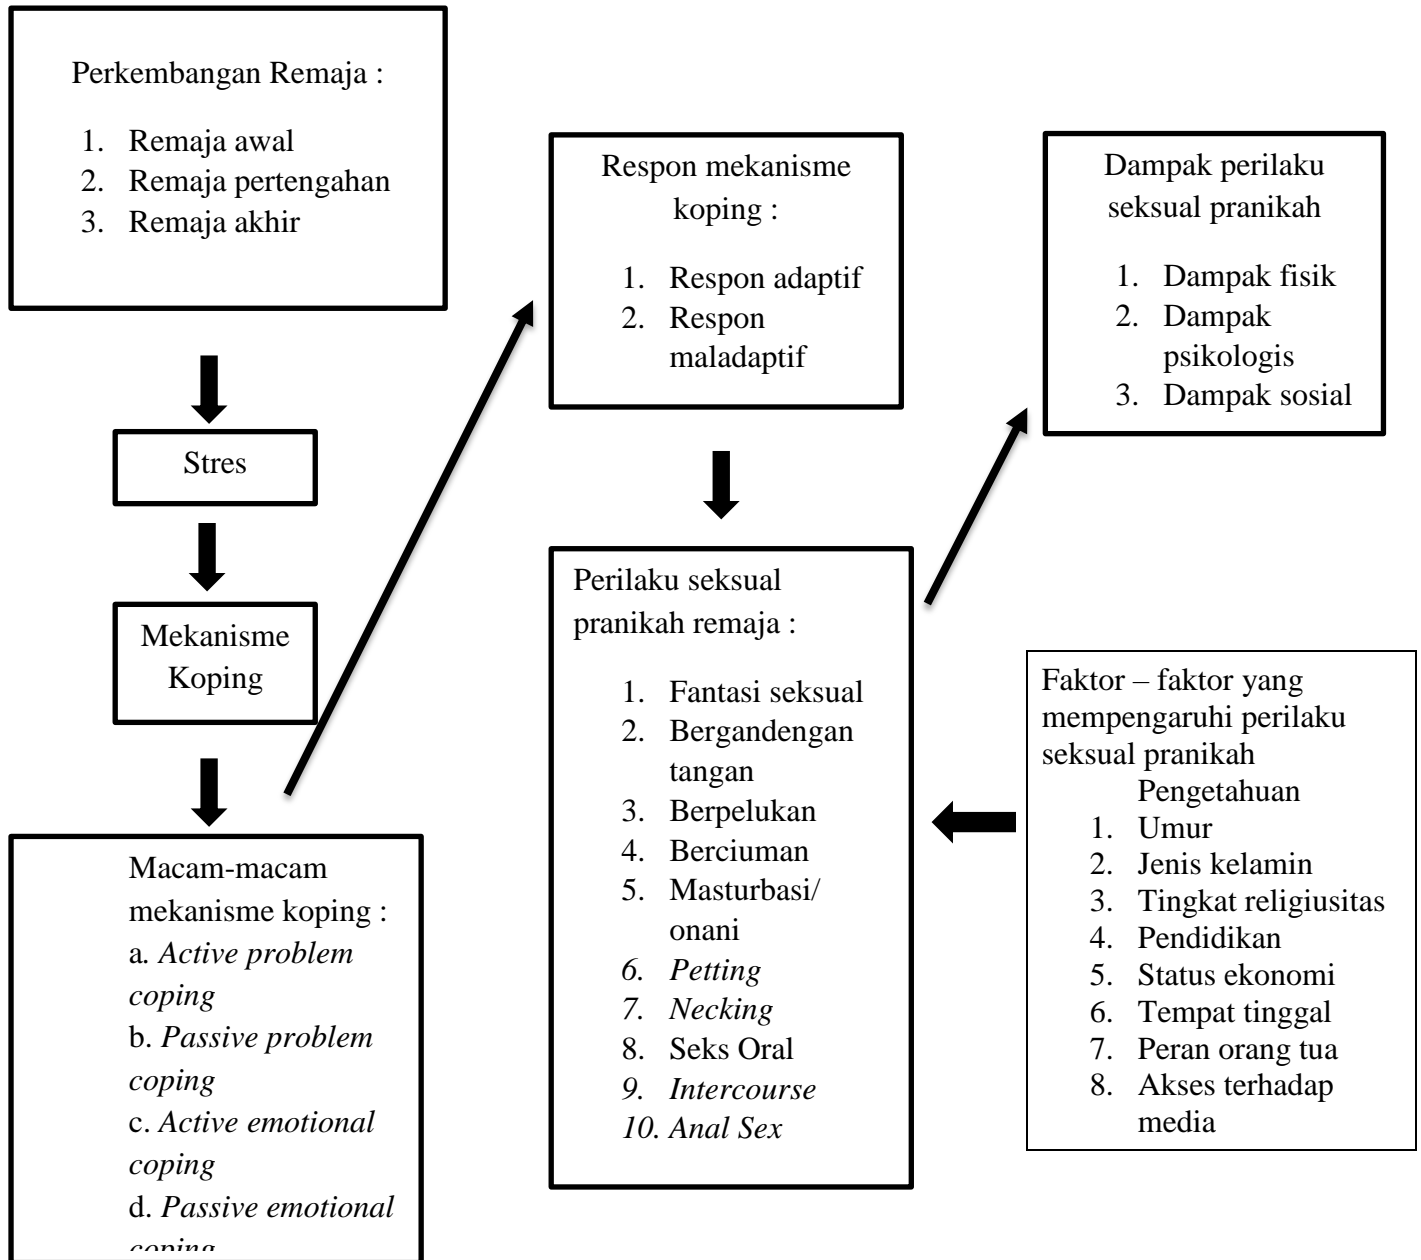 Perkembangan Remaja :
1. Remaja awal
2. Remaja pertengahan
3. Remaja akhir
Stres
Mekanisme
Koping
Macam-macam
mekanisme koping :
a. Active problem
coping
b. Passive problem
coping
c. Active emotional
coping
d. Passive emotional
coping
Respon mekanisme
koping :
1. Respon adaptif
2. Respon
maladaptif
Perilaku seksual
pranikah remaja :
1. Fantasi seksual
2. Bergandengan
tangan
3. Berpelukan
4. Berciuman
5. Masturbasi/
onani
6. Petting
7. Necking
8. Seks Oral
9. Intercourse
10. Anal Sex
Dampak perilaku
seksual pranikah
1. Dampak fisik
2. Dampak
psikologis
3. Dampak sosial
Faktor – faktor yang
mempengaruhi perilaku
seksual pranikah
Pengetahuan
1. Umur
2. Jenis kelamin
3. Tingkat religiusitas
4. Pendidikan
5. Status ekonomi
6. Tempat tinggal
7. Peran orang tua
8. Akses terhadap
media